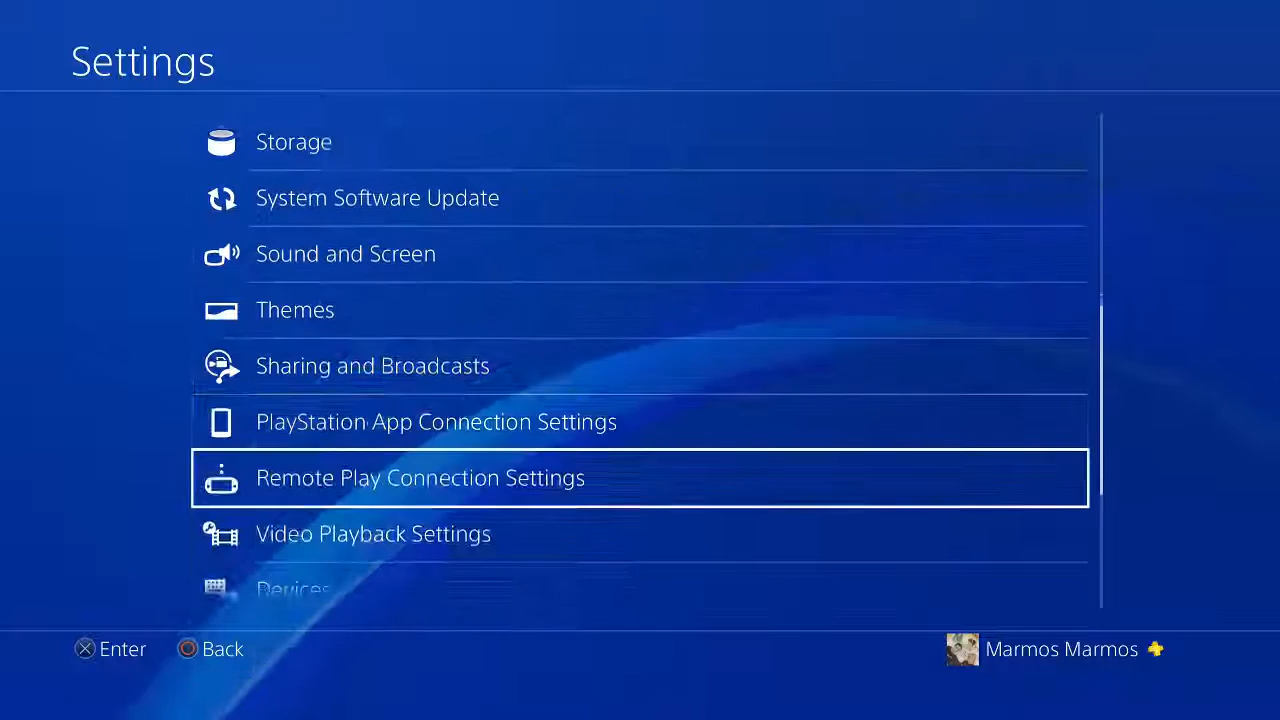 Settings
Storage
System Software Update
Sound and Screen
Themes
Sharing and Broadcasts
PlayStation App Connection Settings
Remote Play Connection Settings
Video Playback Settings
Devices
Enter
Back
Marmos Marmos